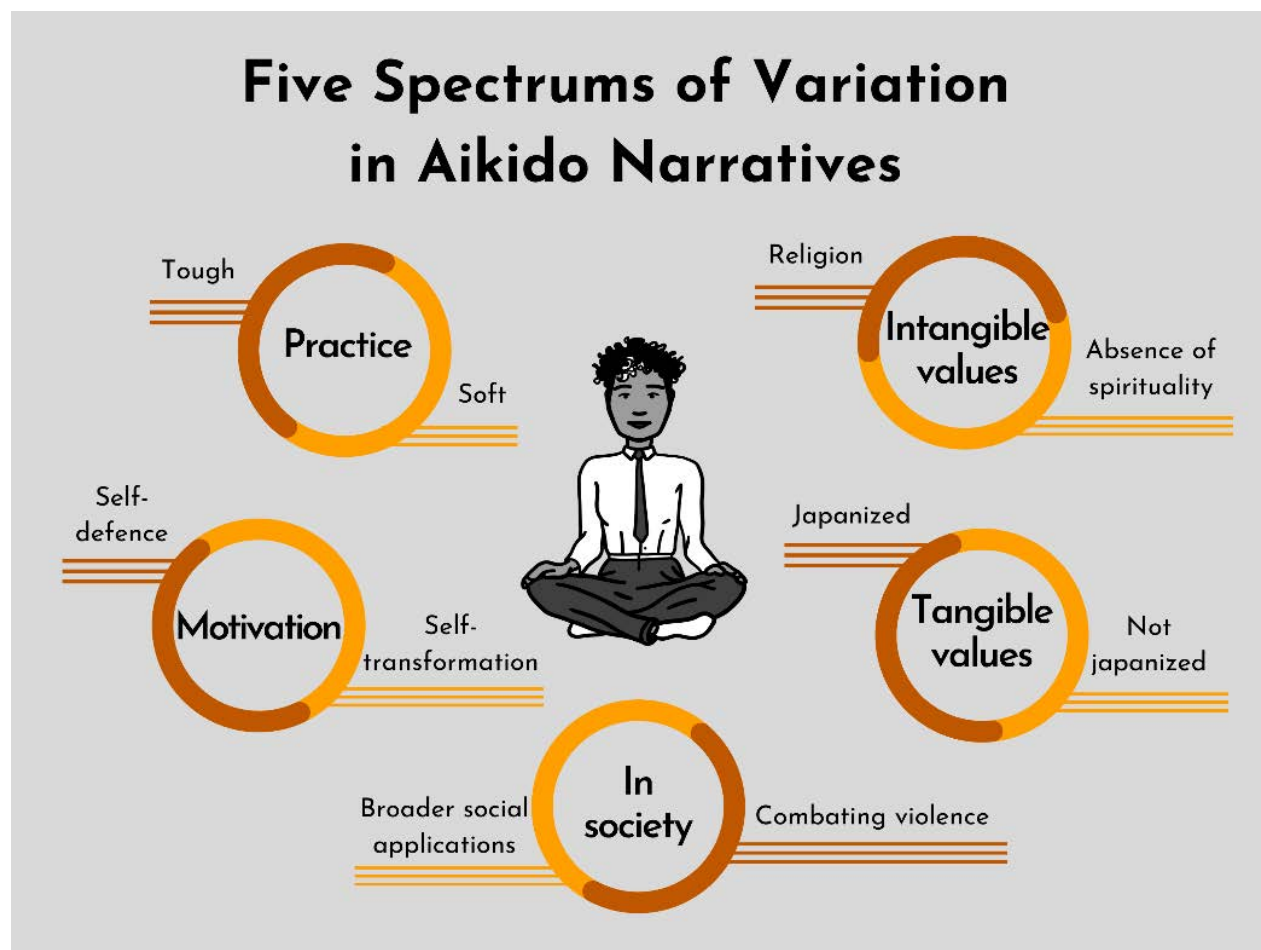 Five Spectrums of Variation
in Aikido Narratives
Tough
Practice
Soft
Religion
Intangible
values
Absence of
spirituality
Self-
defence
Motivation
Self-
transformation
Japanized
Tangible
values
Not
japanized
In
society
Broader social
applications
Combating violence